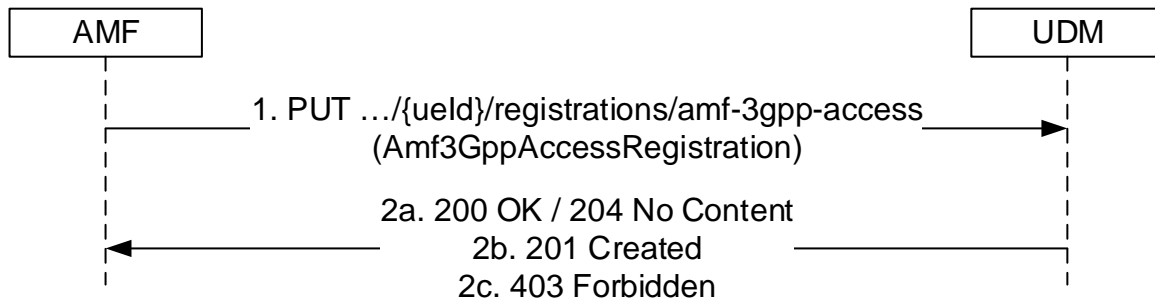 AMF
UDM
1. PUT …/{ueId}/registrations/amf-3gpp-access
(Amf3GppAccessRegistration)
2a. 200 OK / 204 No Content
2b. 201 Created
2c. 403 Forbidden